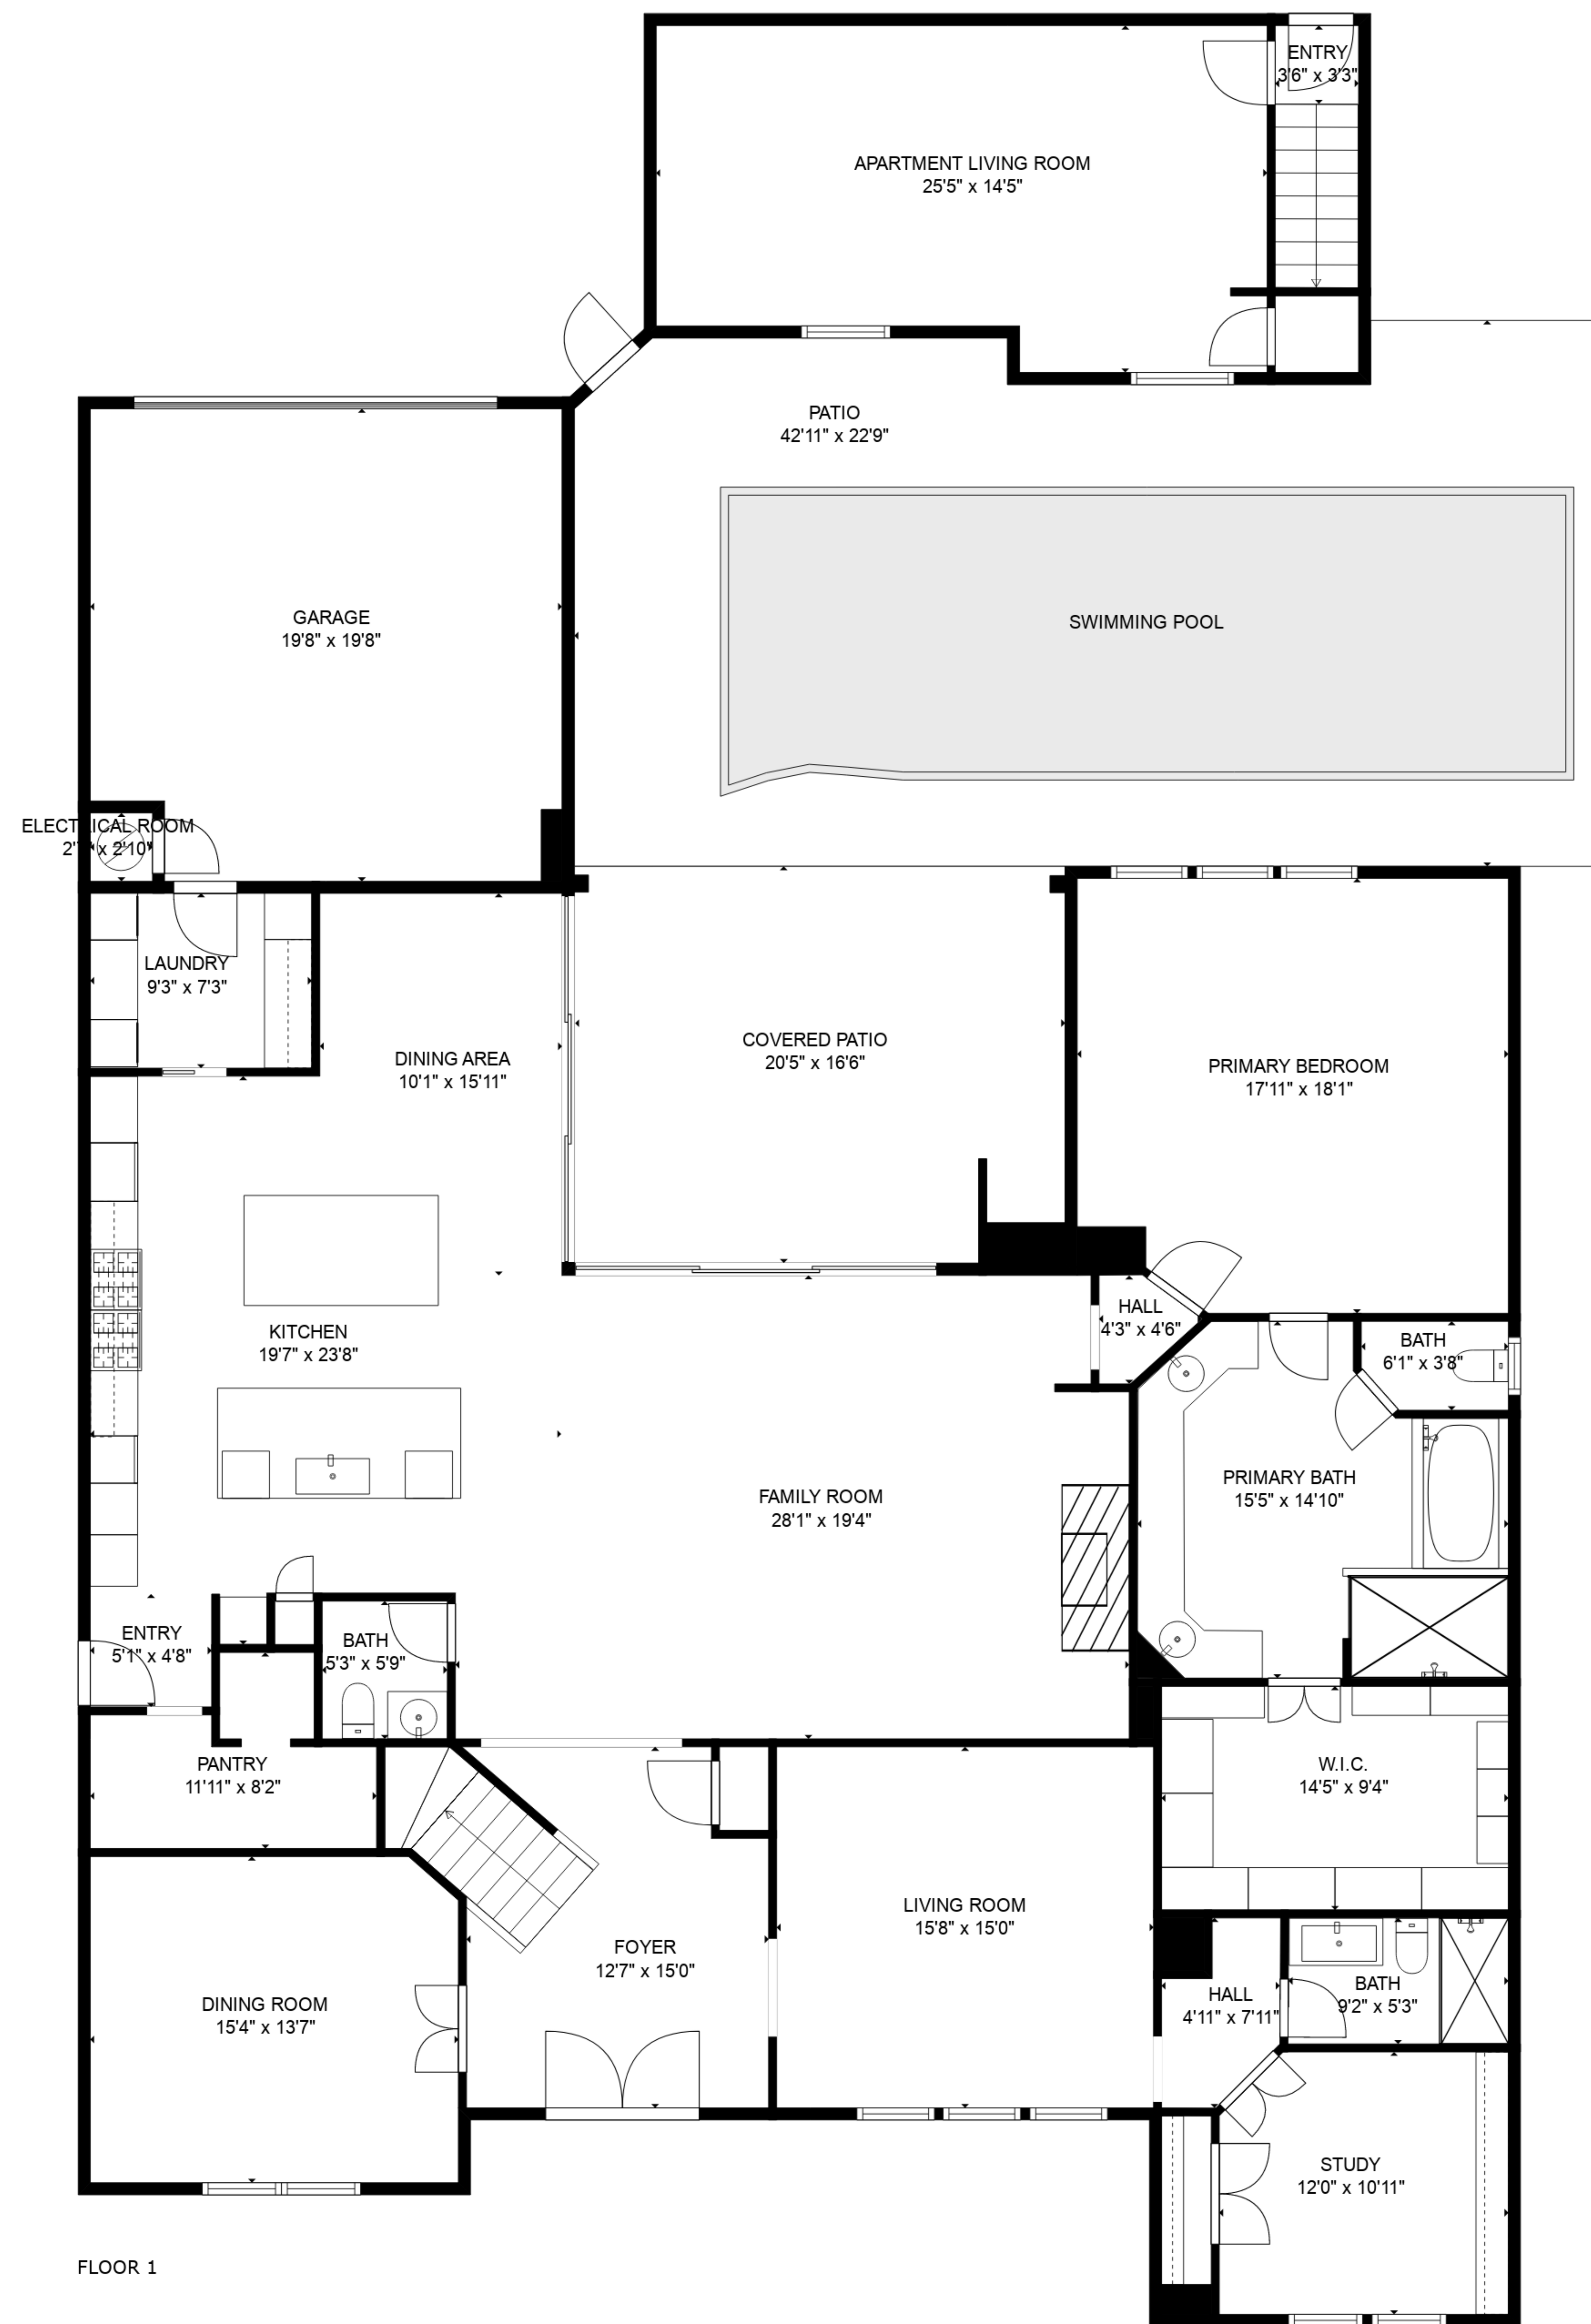 ENTRY
3'6" x 3'3"
APARTMENT LIVING ROOM
25'5" x 14'5"
PATIO
42'11" x 22'9"
GARAGE
19'8" x 19'8"
SWIMMING POOL
ELECTRICAL ROOM
x 2'10"
LAUNDRY
9'3" x 7'3"
DINING AREA
10'1" x 15'11"
COVERED PATIO
20'5" x 16'6"
PRIMARY BEDROOM
17'11" x 18'1"
HALL
4'3" x 4'6"
KITCHEN
19'7" x 23'8"
BATH
6'1" x 3'8"
PRIMARY BATH
15'5" x 14'10"
FAMILY ROOM
28'1" x 19'4"
ENTRY
5'1" x 4'8"
BATH
5'3" x 5'9"
PANTRY
11'11" x 8'2"
W.I.C.
14'5" x 9'4"
LIVING ROOM
15'8" x 15'0"
FOYER
12'7" x 15'0"
DINING ROOM
15'4" x 13'7"
HALL
4'11" x 7'11"
BATH
9'2" x 5'3"
STUDY
12'0" x 10'11"
FLOOR 1